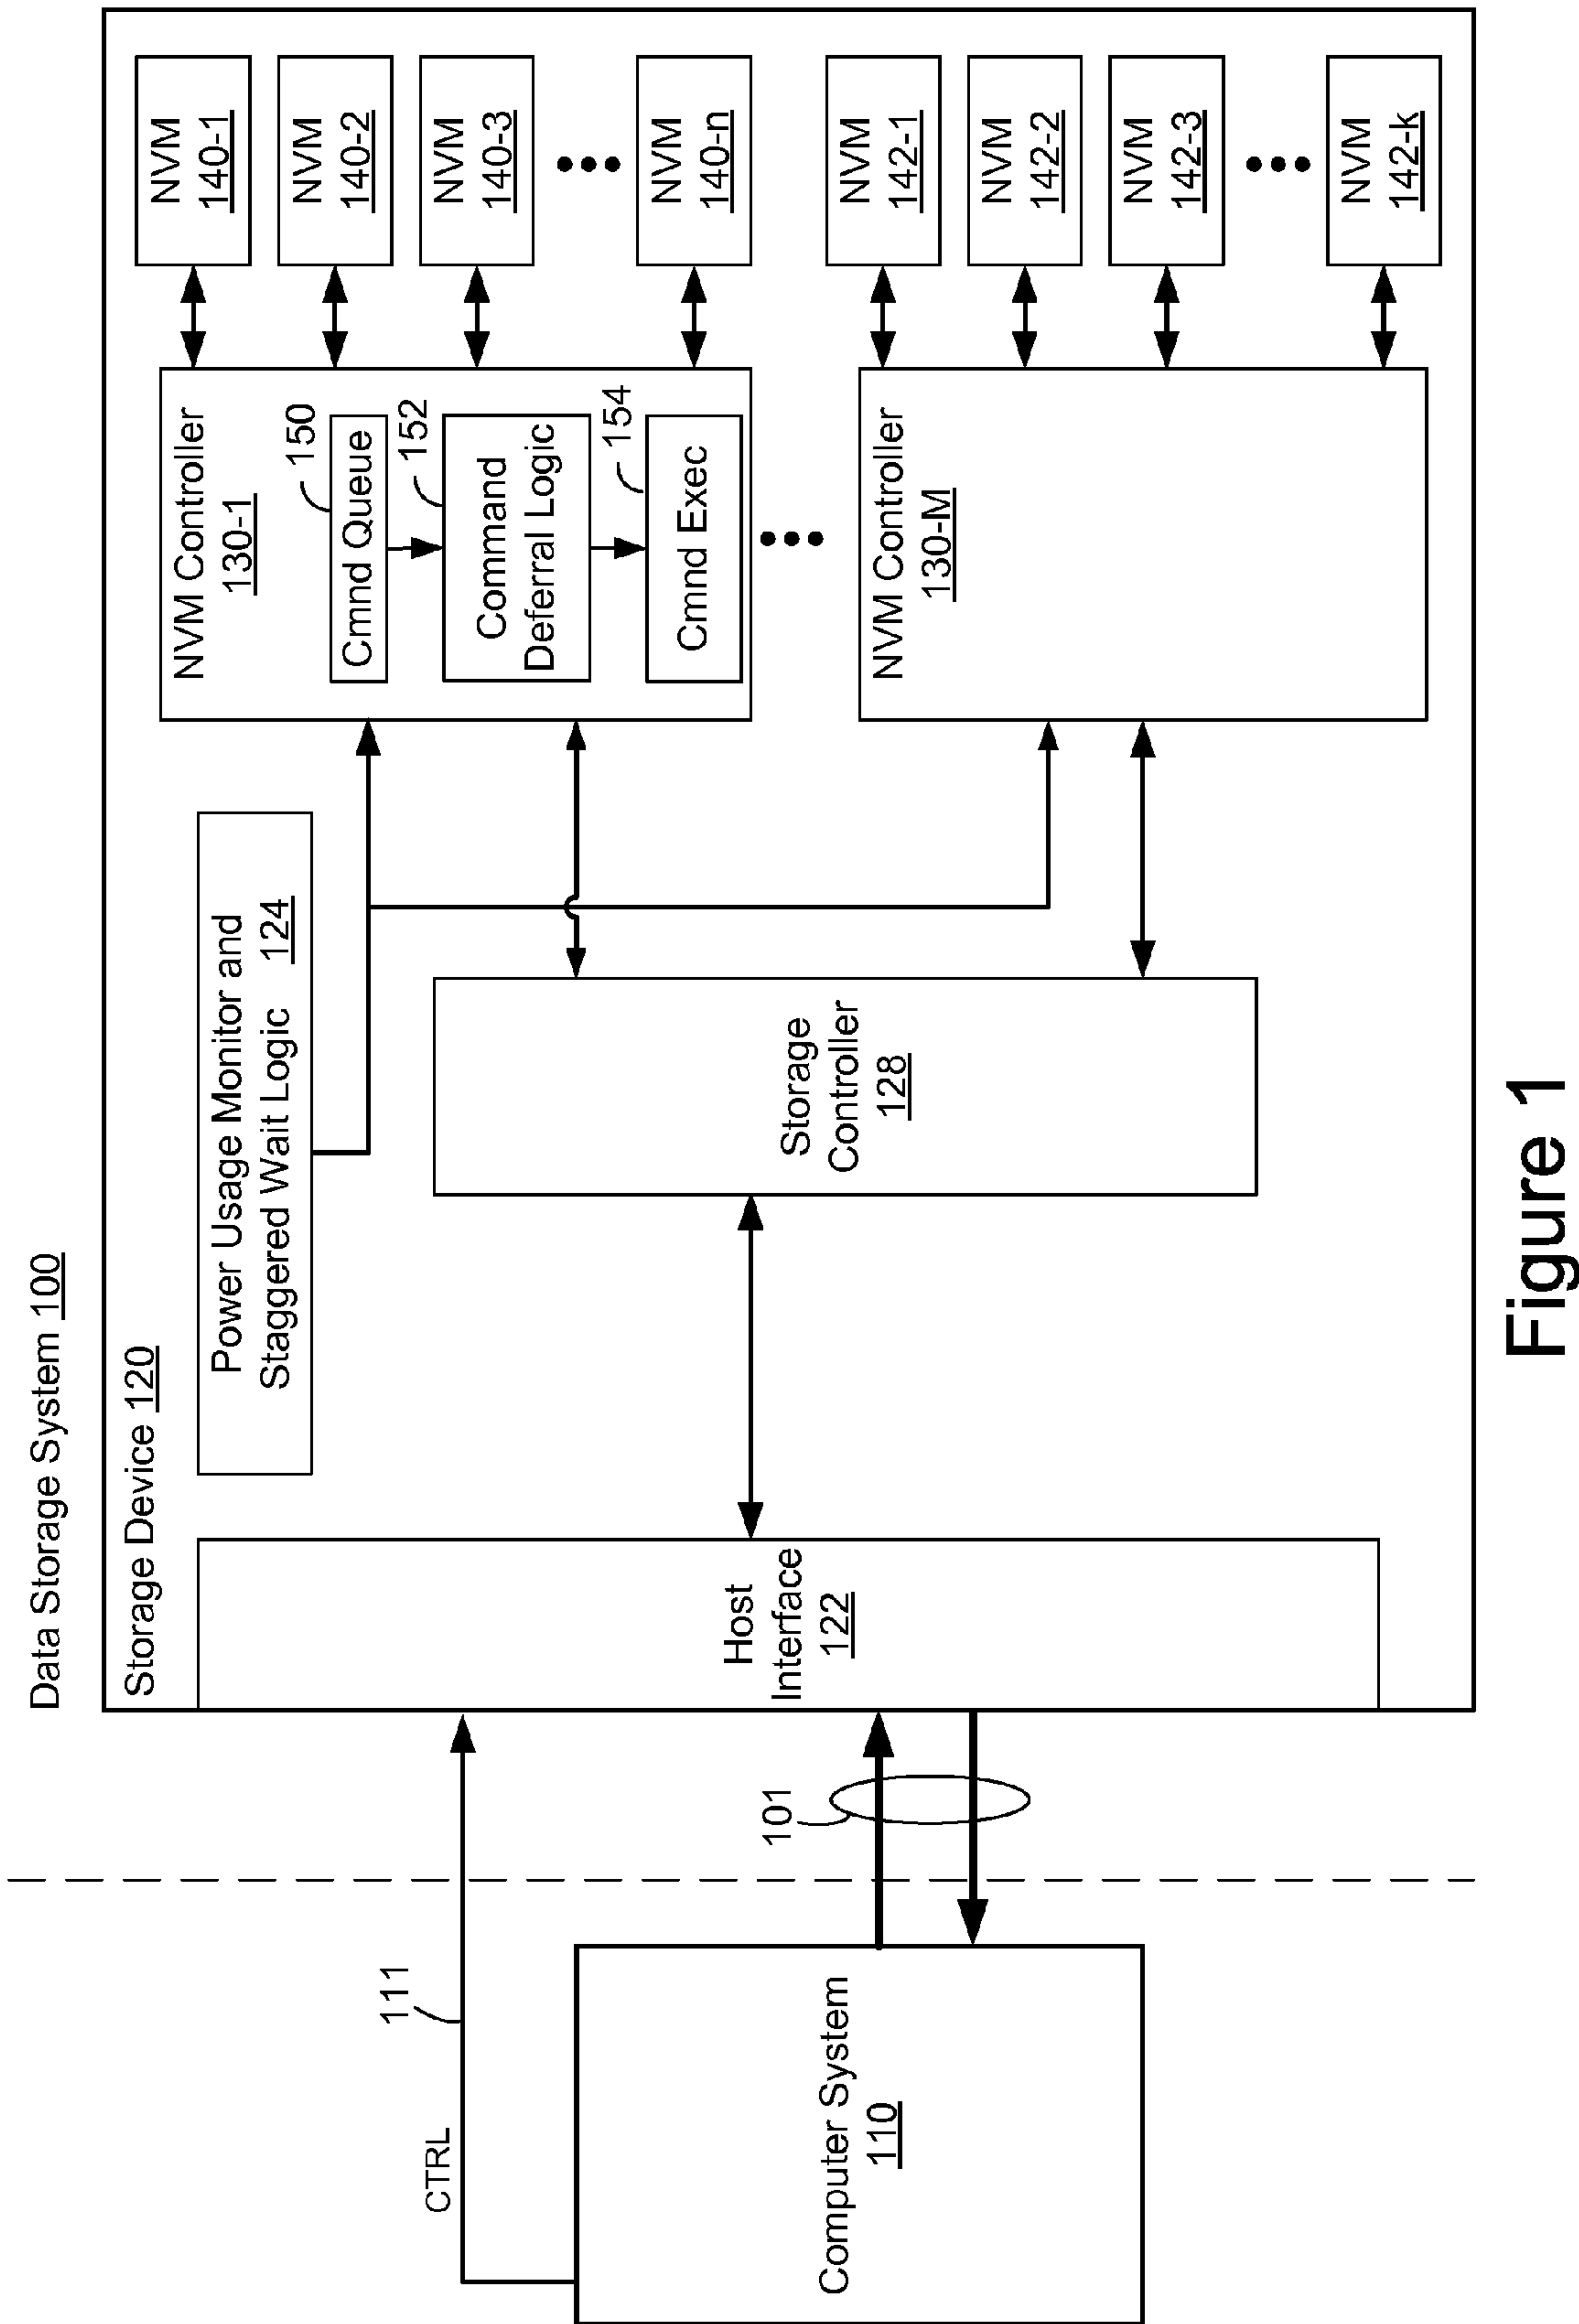 Data Storage System 100
Storage Device 120
Computer System
110
CTRL
111
101
Host
Interface
122
Power Usage Monitor and
Staggered Wait Logic 124
Storage
Controller
128
NVM Controller
130-1
Cmnd Queue
150
Command
Deferral Logic
152
Cmnd Exec
154
NVM Controller
130-M
NVM
140-1
NVM
140-2
NVM
140-3
NVM
140-n
NVM
142-1
NVM
142-2
NVM
142-3
NVM
142-k
Figure 1